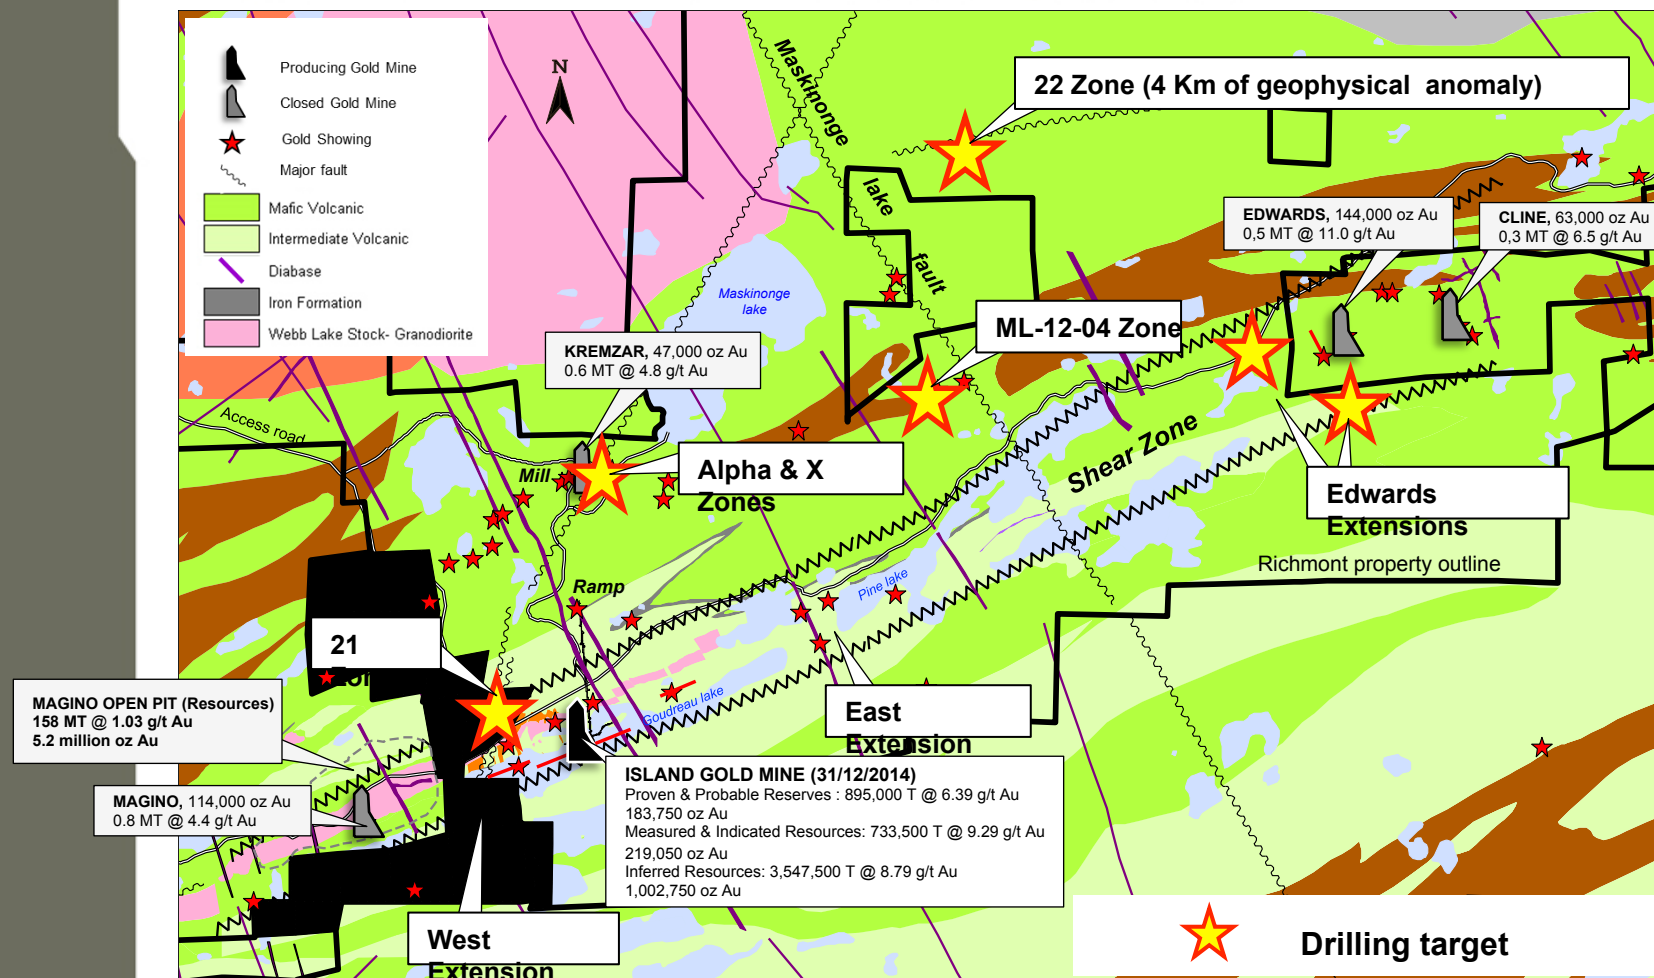 Producing Gold Mine
Closed Gold Mine
Gold Showing
Major fault
Mafic Volcanic
Intermediate Volcanic
Diabase
Iron Formation
Webb Lake Stock- Granodiorite
N
Maskinonge
lake
fault
22 Zone (4 Km of geophysical anomaly)
EDWARDS, 144,000 oz Au
0,5 MT @ 11.0 g/t Au
CLINE, 63,000 oz Au
0,3 MT @ 6.5 g/t Au
Maskinonge
lake
ML-12-04 Zone
KREMZAR, 47,000 oz Au
0.6 MT @ 4.8 g/t Au
Access road
Mill
Alpha & X
Zones
Shear Zone
Edwards
Extensions
Richmont property outline
Ramp
Pine lake
21
Goudreau lake
East
Extension
MAGINO OPEN PIT (Resources)
158 MT @ 1.03 g/t Au
5.2 million oz Au
MAGINO, 114,000 oz Au
0.8 MT @ 4.4 g/t Au
ISLAND GOLD MINE (31/12/2014)
Proven & Probable Reserves : 895,000 T @ 6.39 g/t Au
183,750 oz Au
Measured & Indicated Resources: 733,500 T @ 9.29 g/t Au
219,050 oz Au
Inferred Resources: 3,547,500 T @ 8.79 g/t Au
1,002,750 oz Au
West
Extension
Drilling target